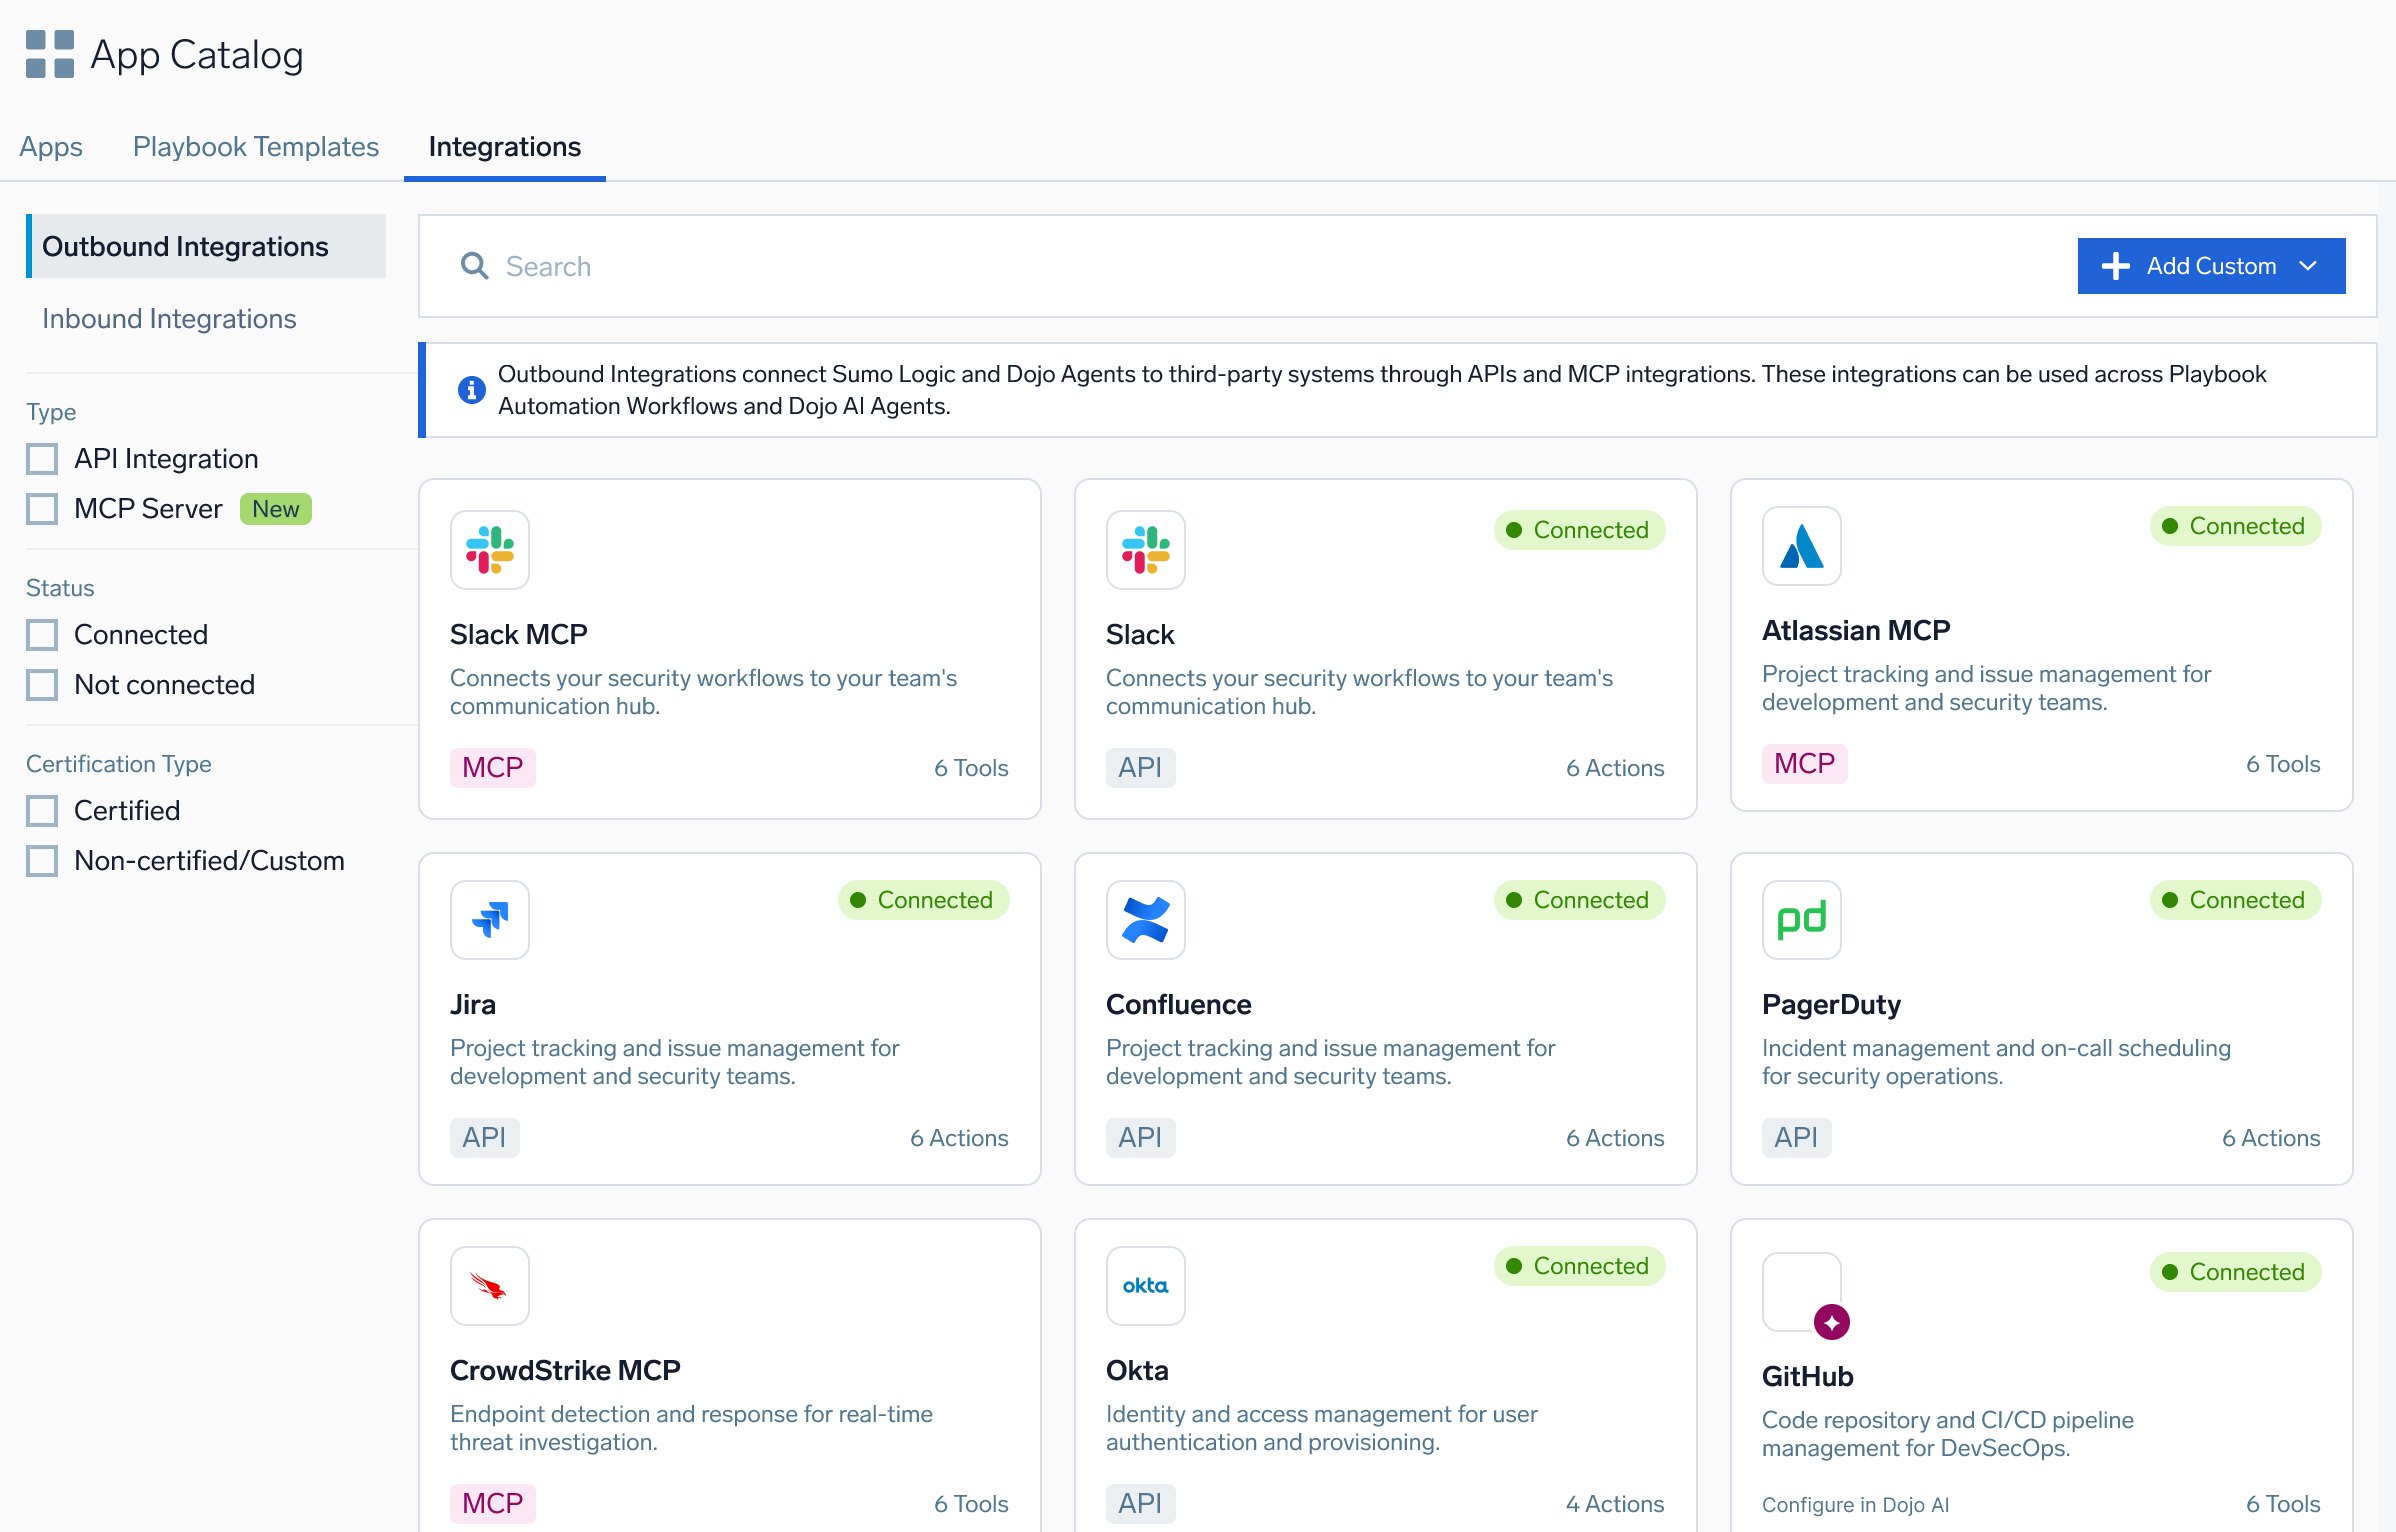 App Catalog
Apps
Playbook Templates
Integrations
Outbound Integrations
Inbound Integrations
Type
API Integration
MCP Server New
Status
Connected
Not connected
Certification Type
Certified
Non-certified/Custom
Search
Add Custom
Outbound Integrations connect Sumo Logic and Dojo Agents to third-party systems through APIs and MCP integrations. These integrations can be used across Playbook
Automation Workflows and Dojo AI Agents.
Slack MCP
Connects your security workflows to your team's
communication hub.
MCP
6 Tools
Connected
Slack
Connects your security workflows to your team's
communication hub.
API
6 Actions
Connected
Atlassian MCP
Project tracking and issue management for
development and security teams.
MCP
6 Tools
Connected
Jira
Project tracking and issue management for
development and security teams.
API
6 Actions
Connected
Confluence
Project tracking and issue management for
development and security teams.
API
6 Actions
pd
Connected
PagerDuty
Incident management and on-call scheduling
for security operations.
API
6 Actions
CrowdStrike MCP
Endpoint detection and response for real-time
threat investigation.
MCP
6 Tools
okta
Connected
Okta
Identity and access management for user
authentication and provisioning.
API
4 Actions
Connected
GitHub
Code repository and CI/CD pipeline
management for DevSecOps.
Configure in Dojo AI
6 Tools